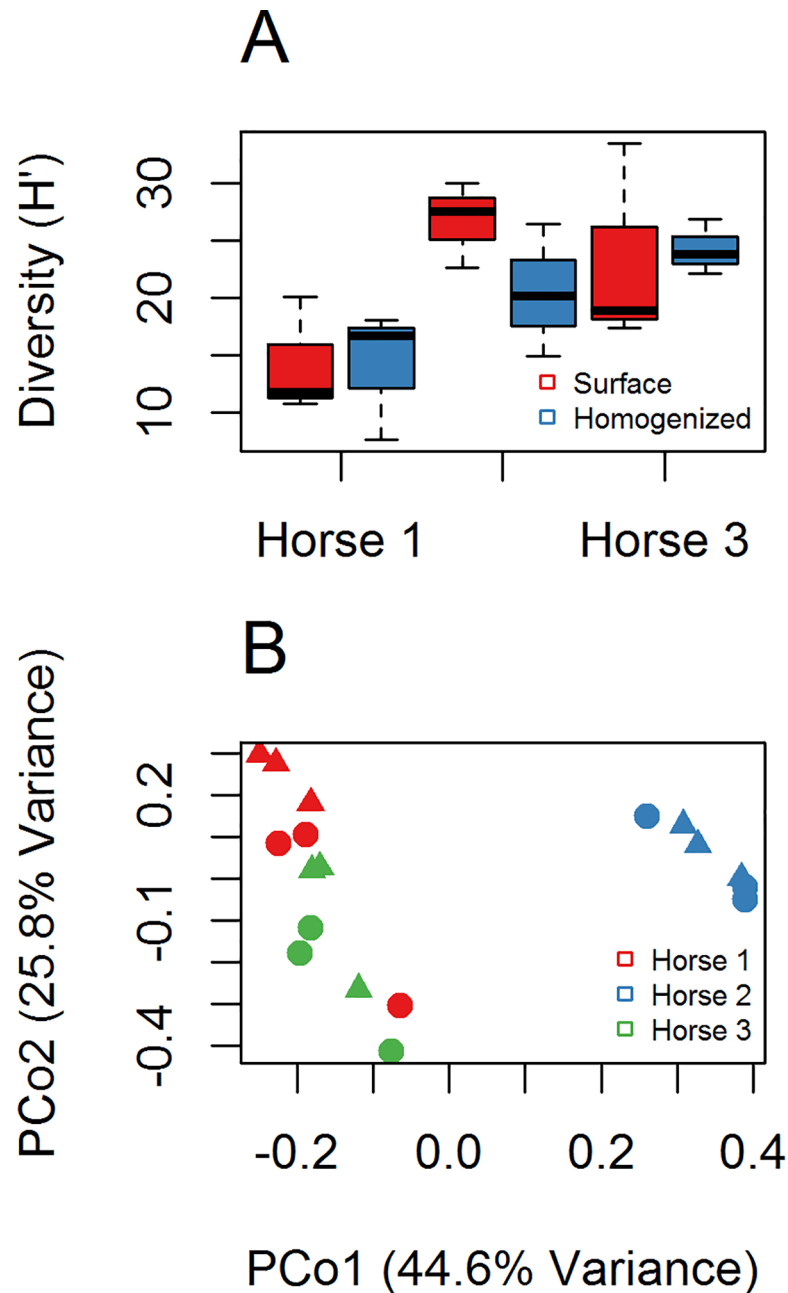 A
Diversity (H')
30
20
10
Surface
Homogenized
Horse 1
Horse 3
B
PCo2 (25.8% Variance)
0.2
-0.1
-0.4
Horse 1
Horse 2
Horse 3
-0.2 0.0 0.2 0.4
PCo1 (44.6% Variance)